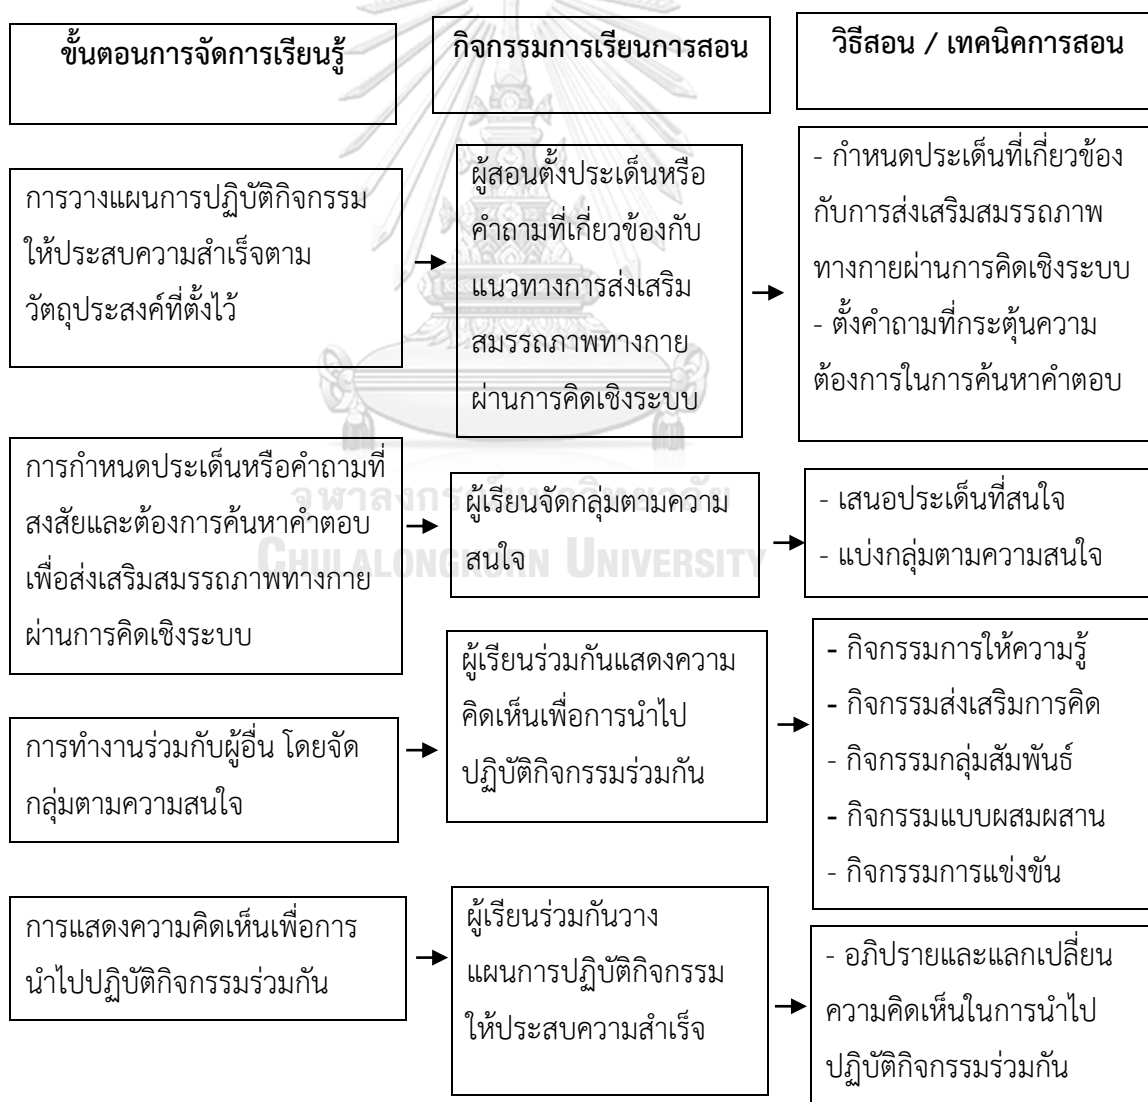 ขั้นตอนการจัดการเรียนรู้
กิจกรรมการเรียนการสอน
วิธีสอน / เทคนิคการสอน
การวางแผนการปฏิบัติกิจกรรม
ให้ประสบความสำเร็จตาม
วัตถุประสงค์ที่ตั้งไว้
ผู้สอนตั้งประเด็นหรือ
คำถามที่เกี่ยวข้องกับ
แนวทางการส่งเสริม
สมรรถภาพทางกาย
ผ่านการคิดเชิงระบบ
- กำหนดประเด็นที่เกี่ยวข้อง
กับการส่งเสริมสมรรถภาพ
ทางกายผ่านการคิดเชิงระบบ
- ตั้งคำถามที่กระตุ้นความ
ต้องการในการค้นหาคำตอบ
การกำหนดประเด็นหรือคำถามที่
สงสัยและต้องการค้นหาคำตอบ
เพื่อส่งเสริมสมรรถภาพทางกาย
ผ่านการคิดเชิงระบบ
ผู้เรียนจัดกลุ่มตามความ
สนใจ
- เสนอประเด็นที่สนใจ
- แบ่งกลุ่มตามความสนใจ
จุฬาลงกรณ์มหาวิทยาลัย
CHULALONGKORN UNIVERSITY
การทำงานร่วมกับผู้อื่น โดยจัด
กลุ่มตามความสนใจ
ผู้เรียนร่วมกันแสดงความ
คิดเห็นเพื่อการนำไป
ปฏิบัติกิจกรรมร่วมกัน
- กิจกรรมการให้ความรู้
- กิจกรรมส่งเสริมการคิด
- กิจกรรมกลุ่มสัมพันธ์
- กิจกรรมแบบผสมผสาน
- กิจกรรมการแข่งขัน
การแสดงความคิดเห็นเพื่อการ
นำไปปฏิบัติกิจกรรมร่วมกัน
ผู้เรียนร่วมกันวาง
แผนการปฏิบัติกิจกรรม
ให้ประสบความสำเร็จ
- อภิปรายและแลกเปลี่ยน
ความคิดเห็นในการนำไป
ปฏิบัติกิจกรรมร่วมกัน